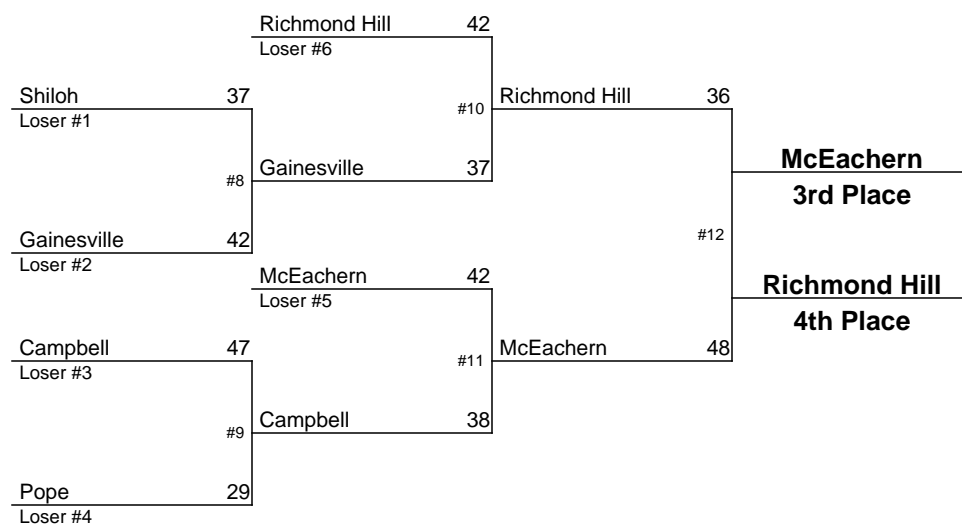 Richmond Hill 42
Loser #6
Shiloh 37
Loser #1
#10
Richmond Hill 36
#8
Gainesville 37
McEachern
3rd Place
Gainesville 42
Loser #2
#12
McEachern 42
Loser #5
Richmond Hill
4th Place
Campbell 47
Loser #3
#11
McEachern 48
#9
Campbell 38
Pope 29
Loser #4